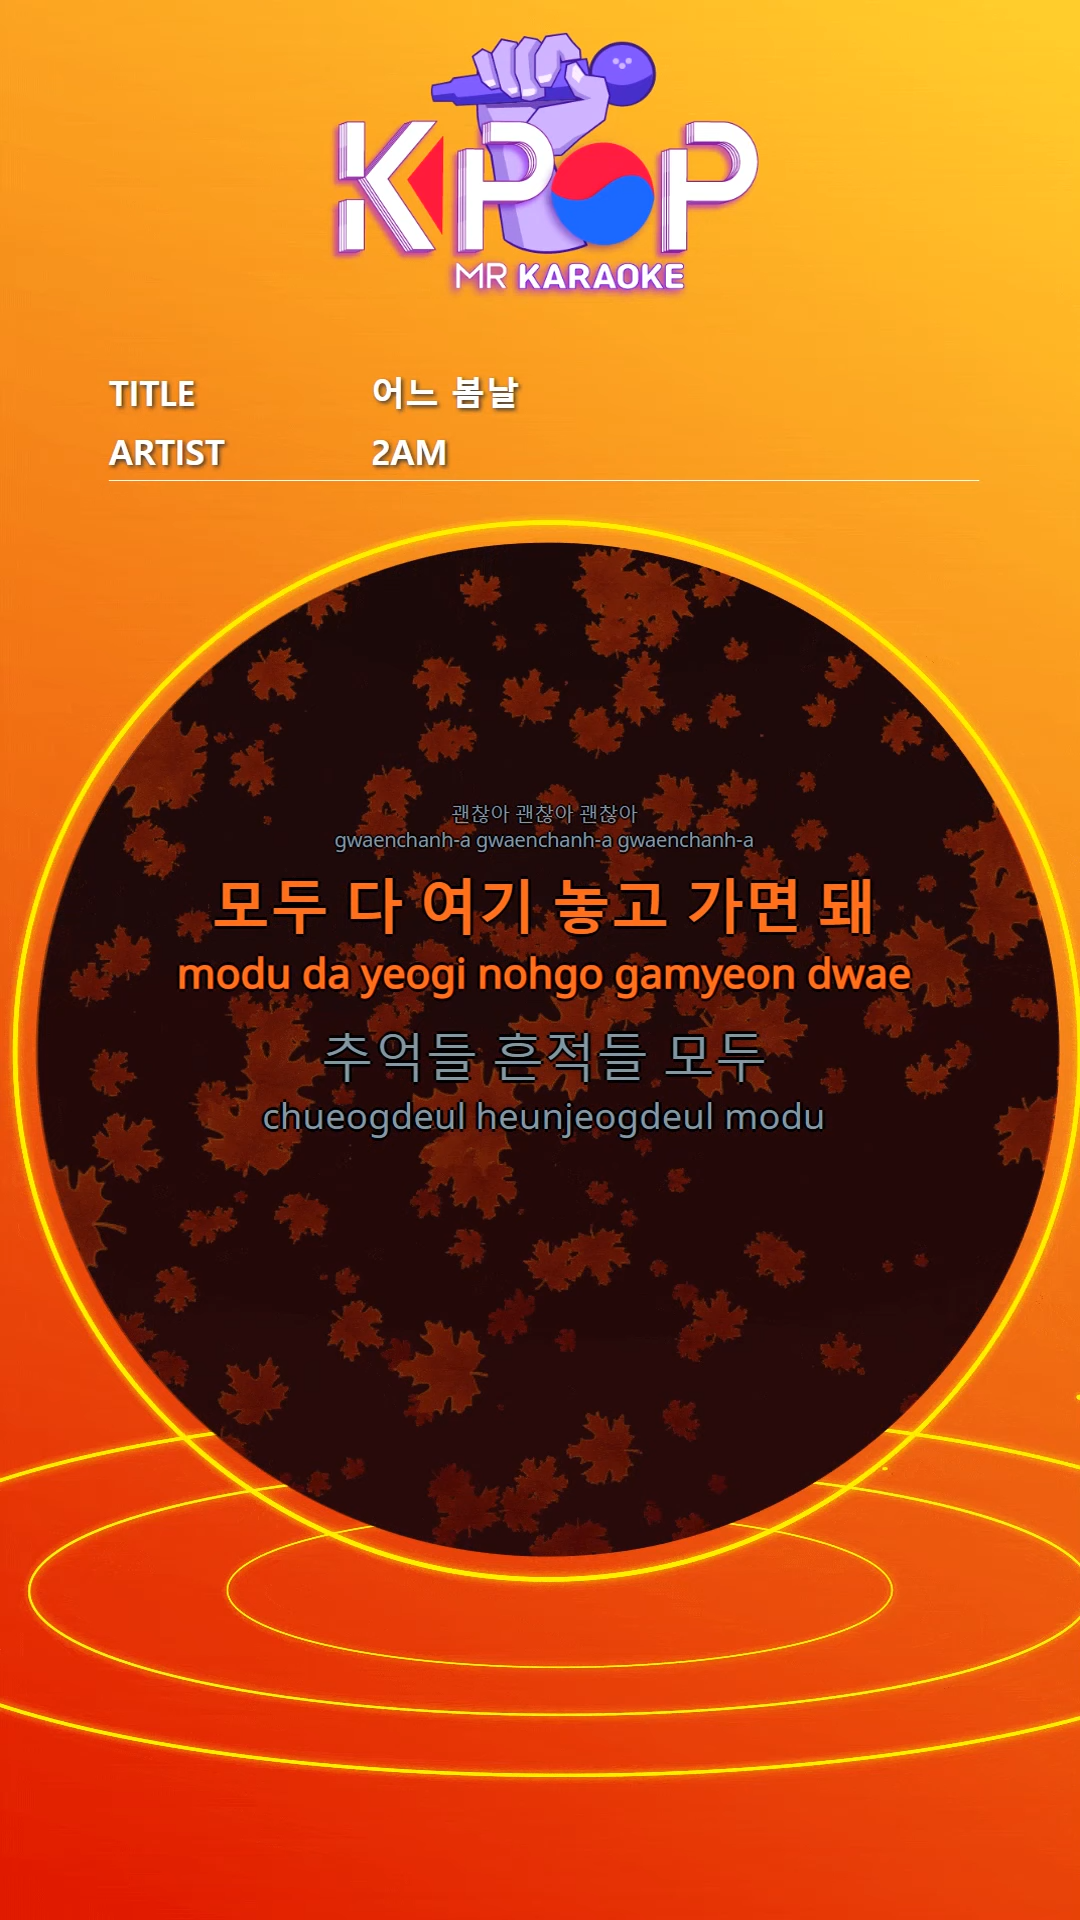 KPOP
MR KARAOKE
TITLE 어느 봄날
ARTIST 2AM
괜찮아 괜찮아 괜찮아
gwaenchanh-a gwaenchanh-a gwaenchanh-a
모두 다 여기 놓고 가면 돼
modu da yeogi nohgo gamyeon dwae
추억들 흔적들 모두
chueogdeul heunjeogdeul modu